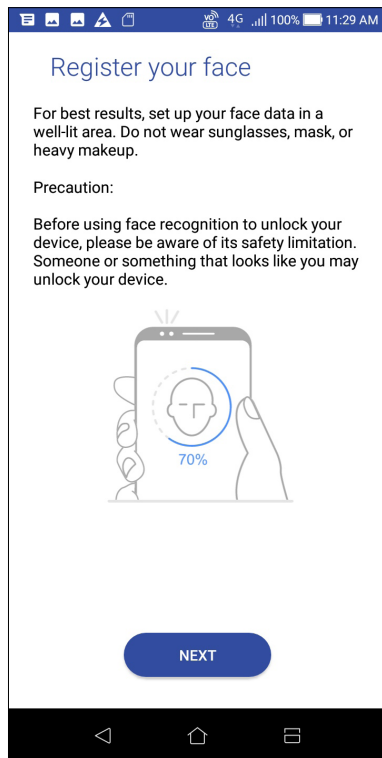 VO
LTE
4G
100%
11:29 AM
Register your face
For best results, set up your face data in a
well-lit area. Do not wear sunglasses, mask, or
heavy makeup.
Precaution:
Before using face recognition to unlock your
device, please be aware of its safety limitation.
Someone or something that looks like you may
unlock your device.
70%
NEXT